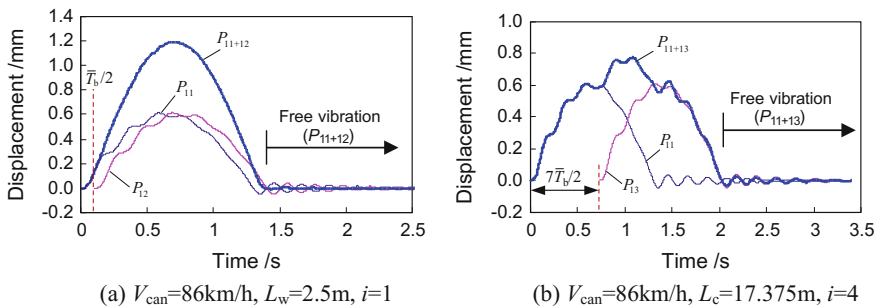 Displacement /mm
1.4
1.2
1.0
0.8
0.6
0.4
0.2
0.0
-0.2
T̅b/2
P11+12
P11
P12
Free vibration
(P11+12)
0
0.5
1
1.5
2
2.5
Time /s
(a) Vcan=86km/h, Lw=2.5m, i=1
Displacement /mm
1.0
0.8
0.6
0.4
0.2
0.0
-0.2
7T̅b/2
P11+13
P11
P13
Free vibration
(P11+13)
0
0.5
1
1.5
2
2.5
3
3.5
Time /s
(b) Vcan=86km/h, Lc=17.375m, i=4